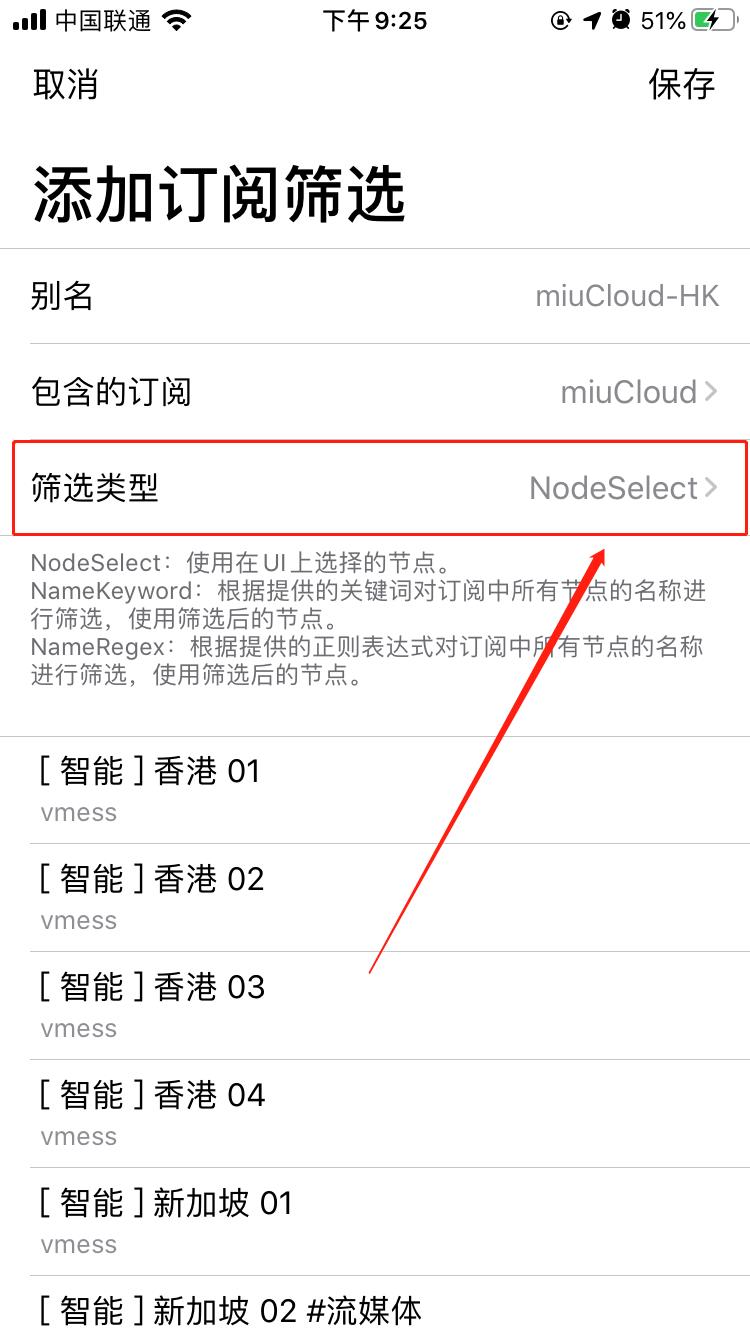 中国联通 下午9:25 51%
取消 保存
添加订阅筛选
别名 miuCloud-HK
包含的订阅 miuCloud
筛选类型 NodeSelect
NodeSelect：使用在UI上选择的节点。
NameKeyword：根据提供的关键词对订阅中所有节点的名称进
行筛选，使用筛选后的节点。
NameRegex：根据提供的正则表达式对订阅中所有节点的名称
进行筛选，使用筛选后的节点。
[ 智能 ] 香港 01
vmess
[ 智能 ] 香港 02
vmess
[ 智能 ] 香港 03
vmess
[ 智能 ] 香港 04
vmess
[ 智能 ] 新加坡 01
vmess
[ 智能 ] 新加坡 02 #流媒体